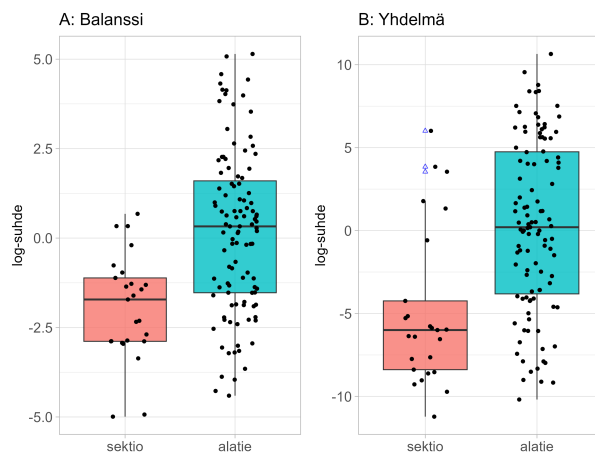 A: Balanssi
5.0
2.5
0.0
-2.5
-5.0
log-suhde
sektio
alatie
B: Yhdelmä
10
5
0
-5
-10
log-suhde
sektio
alatie